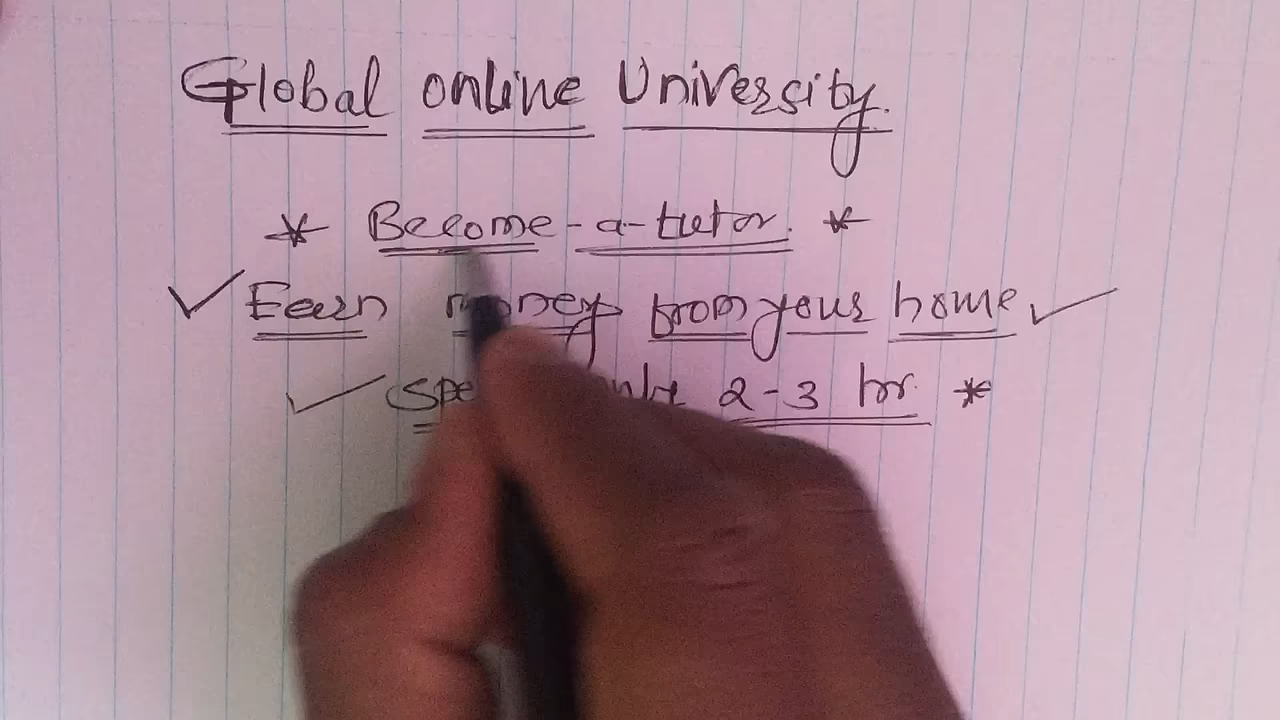 Global online University.
* Become-a-tutor. *
✓ Earn money from your home ✓
✓ 2-3 hr. *